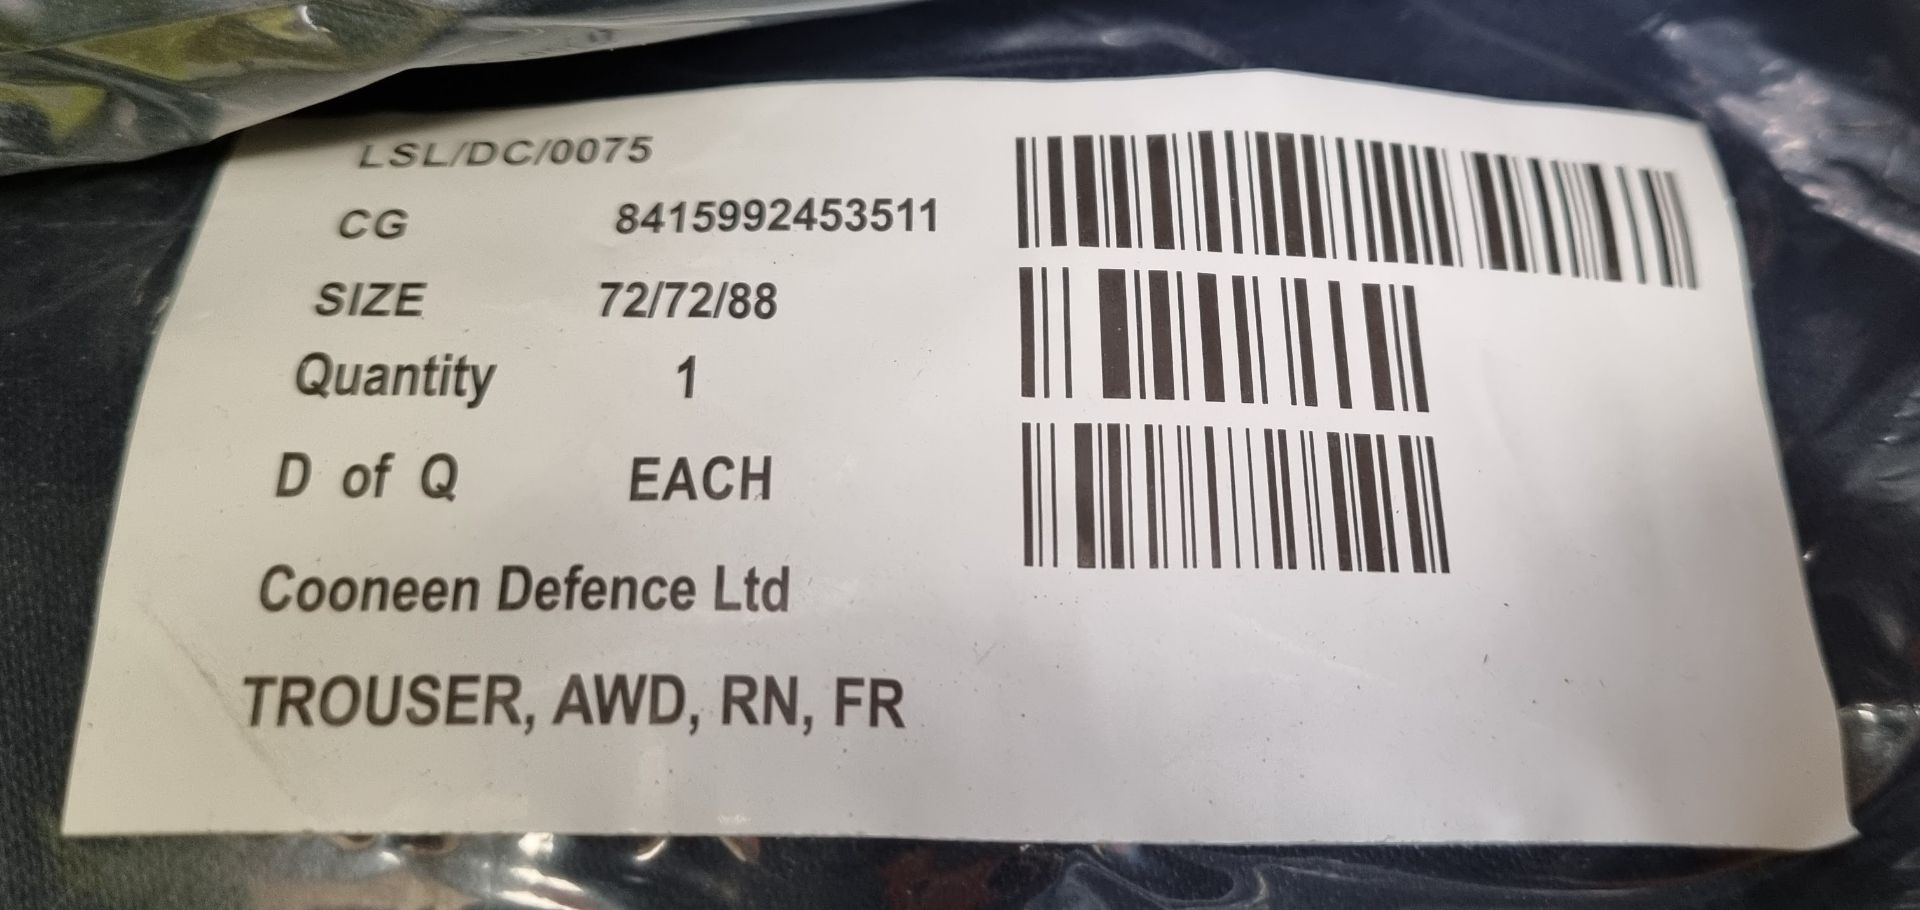 LSL/DC/0075
CG 8415992453511
SIZE 72/72/88
Quantity 1
D of Q EACH
Cooneen Defence Ltd
TROUSER, AWD, RN, FR